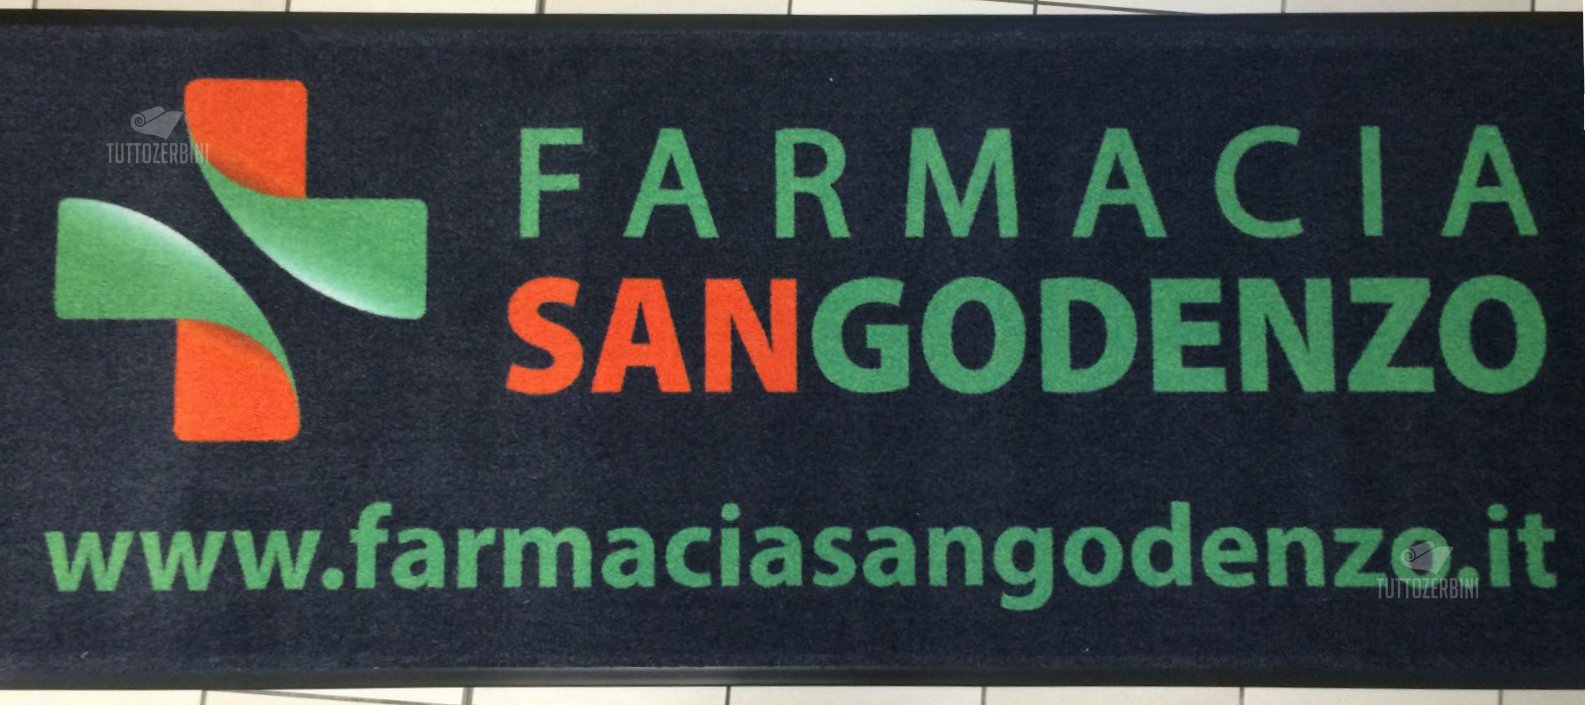 TUTTOZERBINI
FARMACIA
SANGODENZO
www.farmaciasangodenzo.it
TUTTOZERBINI